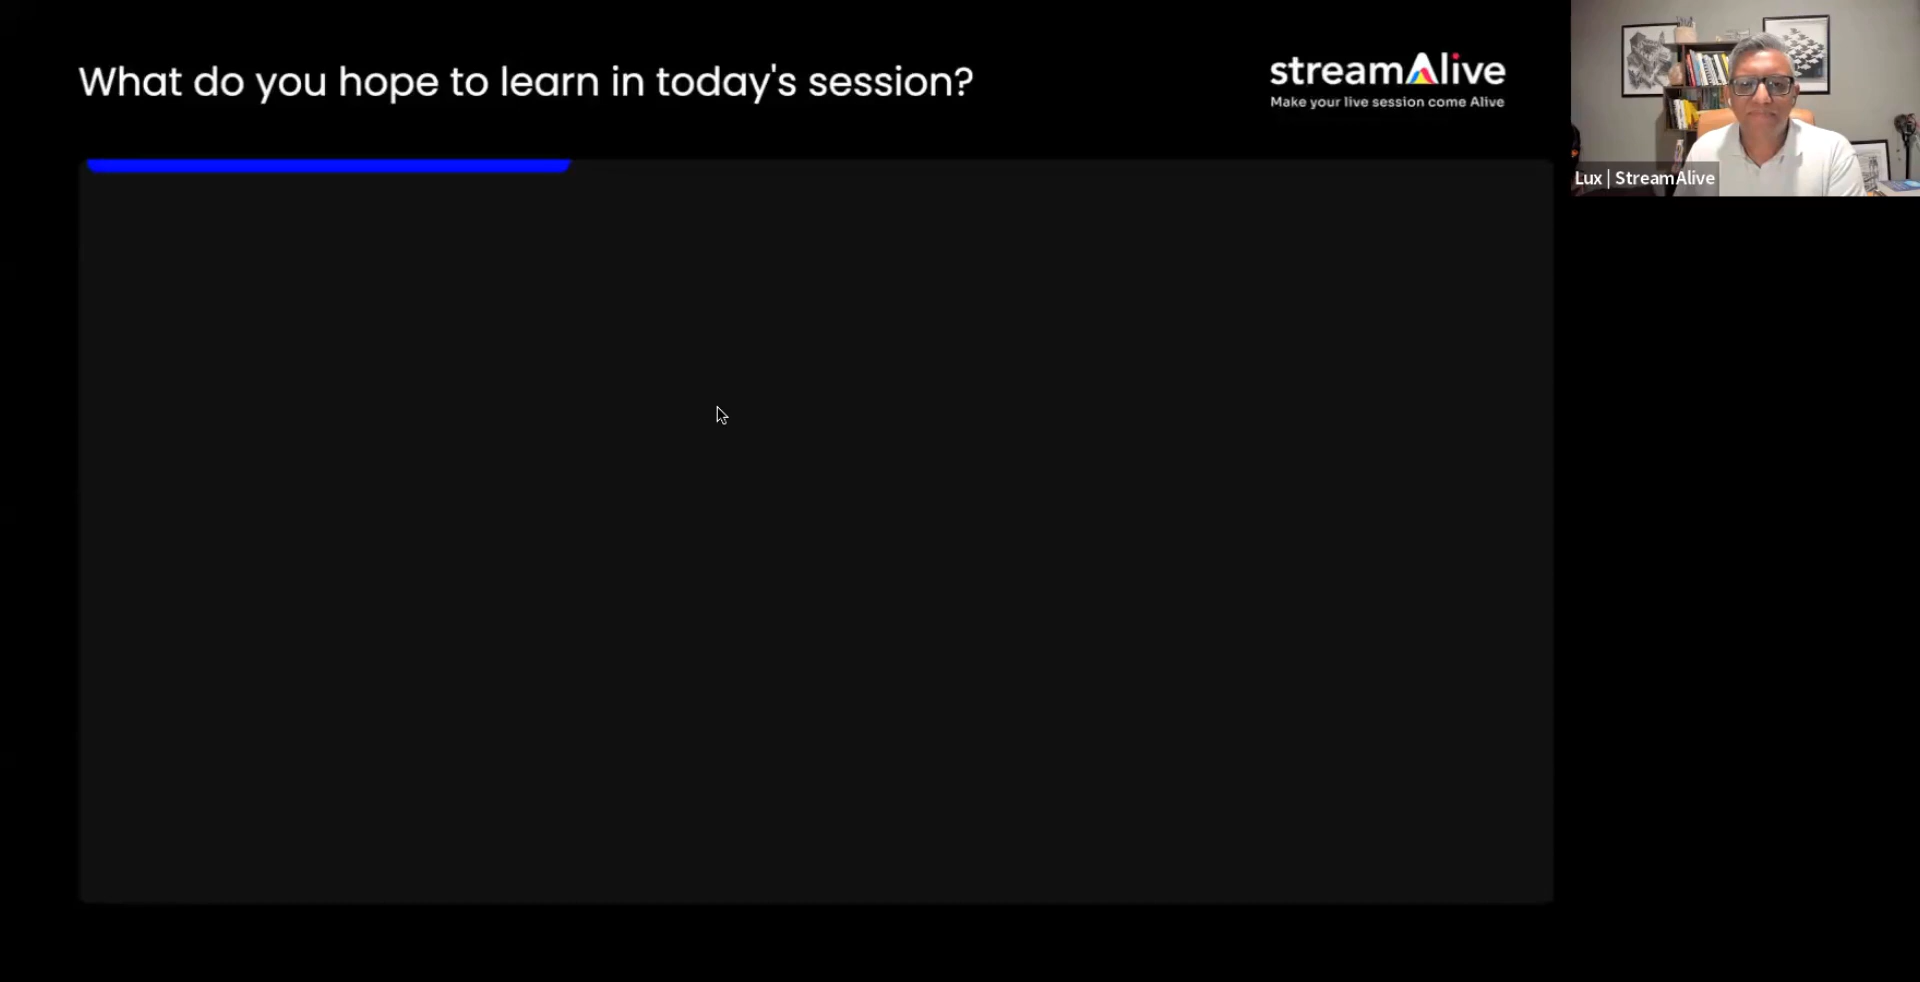 What do you hope to learn in today's session?
streamAlive
Make your live session come Alive
Lux | StreamAlive